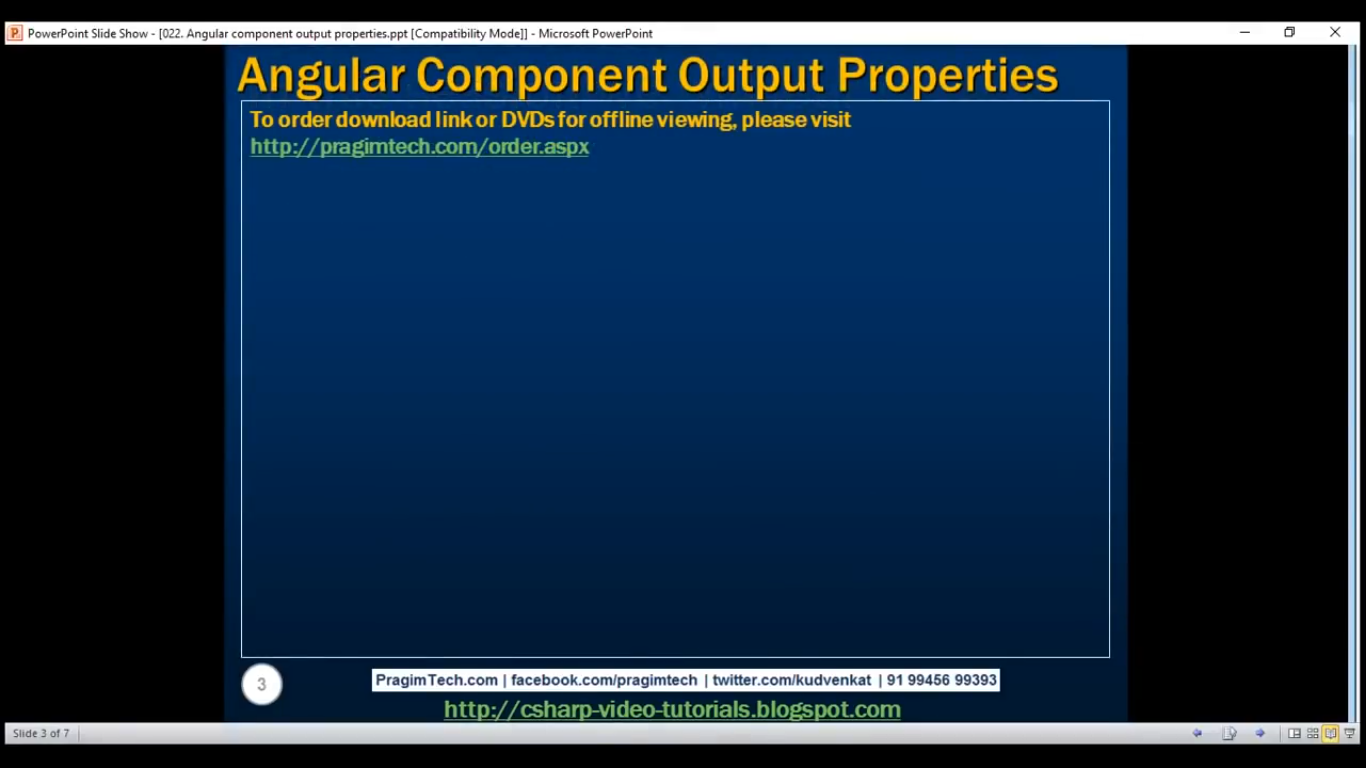 PowerPoint Slide Show - [022. Angular component output properties.ppt [Compatibility Mode]] - Microsoft PowerPoint
Angular Component Output Properties
To order download link or DVDs for offline viewing, please visit
http://pragimtech.com/order.aspx
3
PragimTech.com | facebook.com/pragimtech | twitter.com/kudvenkat | 91 99456 99393
http://csharp-video-tutorials.blogspot.com
Slide 3 of 7